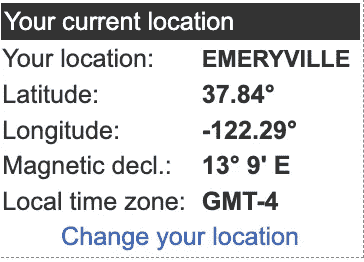 Your current location
Your location: EMERYVILLE
Latitude: 37.84°
Longitude: -122.29°
Magnetic decl.: 13° 9' E
Local time zone: GMT-4
Change your location